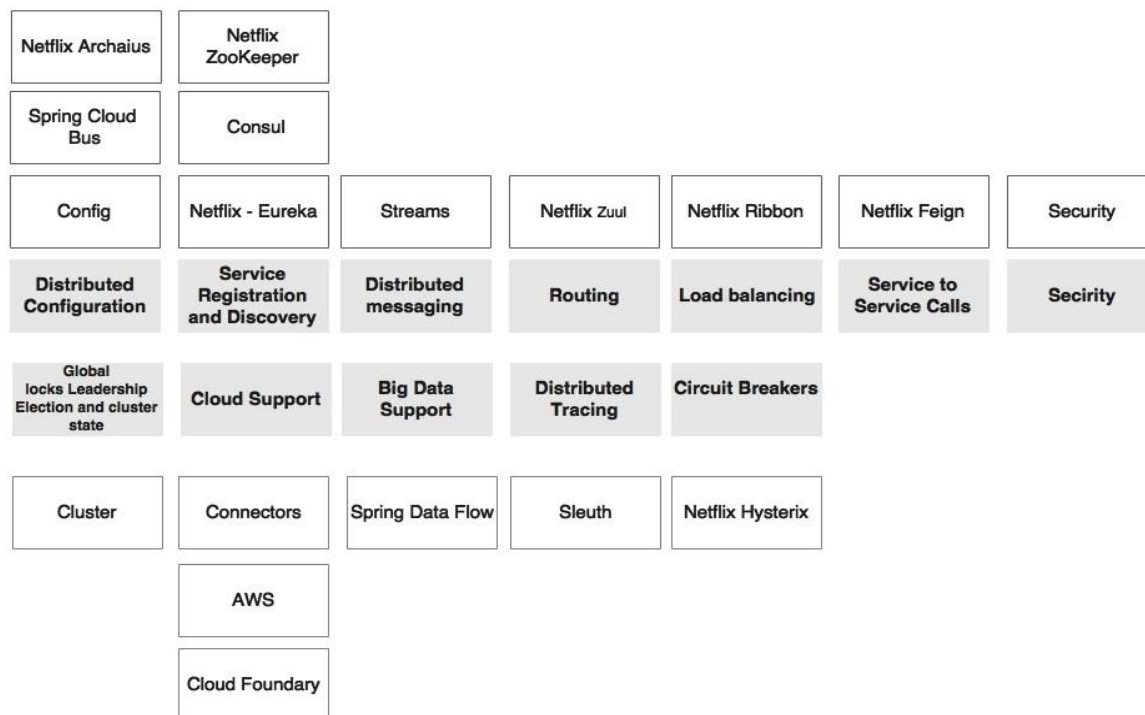 Netflix Archaius
Netflix
ZooKeeper
Spring Cloud
Bus
Consul
Config
Netflix - Eureka
Streams
Netflix Zuul
Netflix Ribbon
Netflix Feign
Security
Distributed
Configuration
Service
Registration
and Discovery
Distributed
messaging
Routing
Load balancing
Service to
Service Calls
Secirity
Global
locks Leadership
Election and cluster
state
Cloud Support
Big Data
Support
Distributed
Tracing
Circuit Breakers
Cluster
Connectors
Spring Data Flow
Sleuth
Netflix Hysterix
AWS
Cloud Foundary